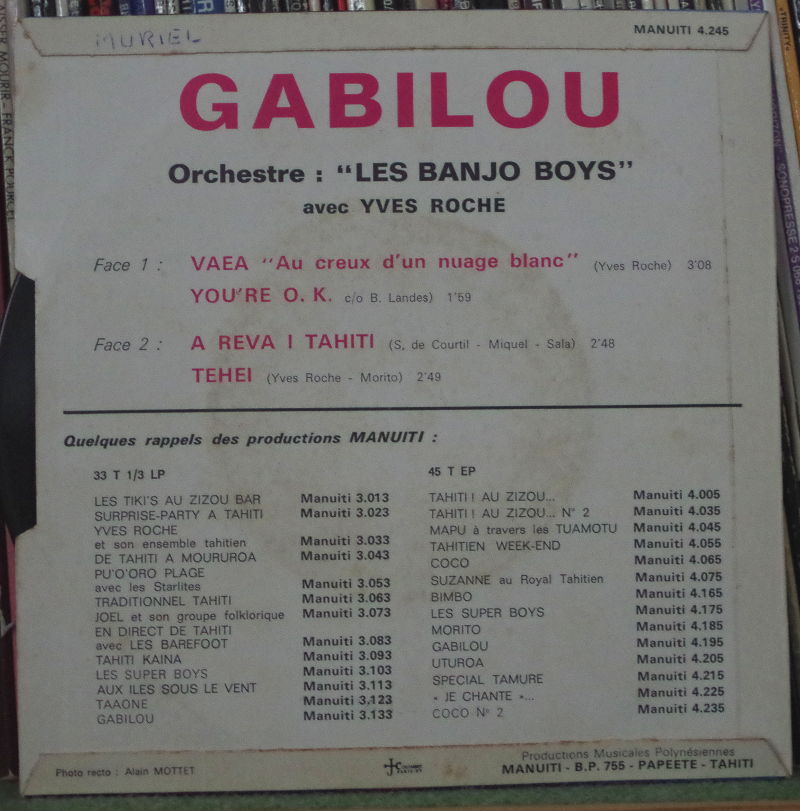 MURIEL
MANUITI 4.245
GABILOU
Orchestre : "LES BANJO BOYS"
avec YVES ROCHE
Face 1 : VAEA "Au creux d'un nuage blanc" (Yves Roche) 3'08
YOU'RE O. K. c/o B. Landes) 1'59
Face 2 : A REVA I TAHITI (S, de Courtil - Miquel - Sala) 2'48
TEHEI (Yves Roche - Morito) 2'49
Quelques rappels des productions MANUITI :
33 T 1/3 LP
LES TIKI'S AU ZIZOU BAR Manuiti 3.013
SURPRISE-PARTY A TAHITI Manuiti 3.023
YVES ROCHE
et son ensemble tahitien Manuiti 3.033
DE TAHITI A MOURUROA Manuiti 3.043
PU'O'ORO PLAGE
avec les Starlites Manuiti 3.053
TRADITIONNEL TAHITI Manuiti 3.063
JOEL et son groupe folklorique Manuiti 3.073
EN DIRECT DE TAHITI
avec LES BAREFOOT Manuiti 3.083
TAHITI KAINA Manuiti 3.093
LES SUPER BOYS Manuiti 3.103
AUX ILES SOUS LE VENT Manuiti 3.113
TAAONE Manuiti 3,123
GABILOU Manuiti 3.133
45 T EP
TAHITI ! AU ZIZOU... Manuiti 4.005
TAHITI ! AU ZIZOU... N° 2 Manuiti 4.035
MAPU à travers les TUAMOTU Manuiti 4.045
TAHITIEN WEEK-END Manuiti 4.055
COCO Manuiti 4.065
SUZANNE au Royal Tahitien Manuiti 4.075
BIMBO Manuiti 4.165
LES SUPER BOYS Manuiti 4.175
MORITO Manuiti 4.185
GABILOU Manuiti 4.195
UTUROA Manuiti 4.205
SPECIAL TAMURE Manuiti 4.215
« JE CHANTE »... Manuiti 4.225
COCO N° 2 Manuiti 4.235
Photo recto : Alain MOTTET
Productions Musicales Polynésiennes
MANUITI - B.P. 755 - PAPEETE - TAHITI
MOURIR - FRANCK POURCEL
SONOPRESSE
TRINITY